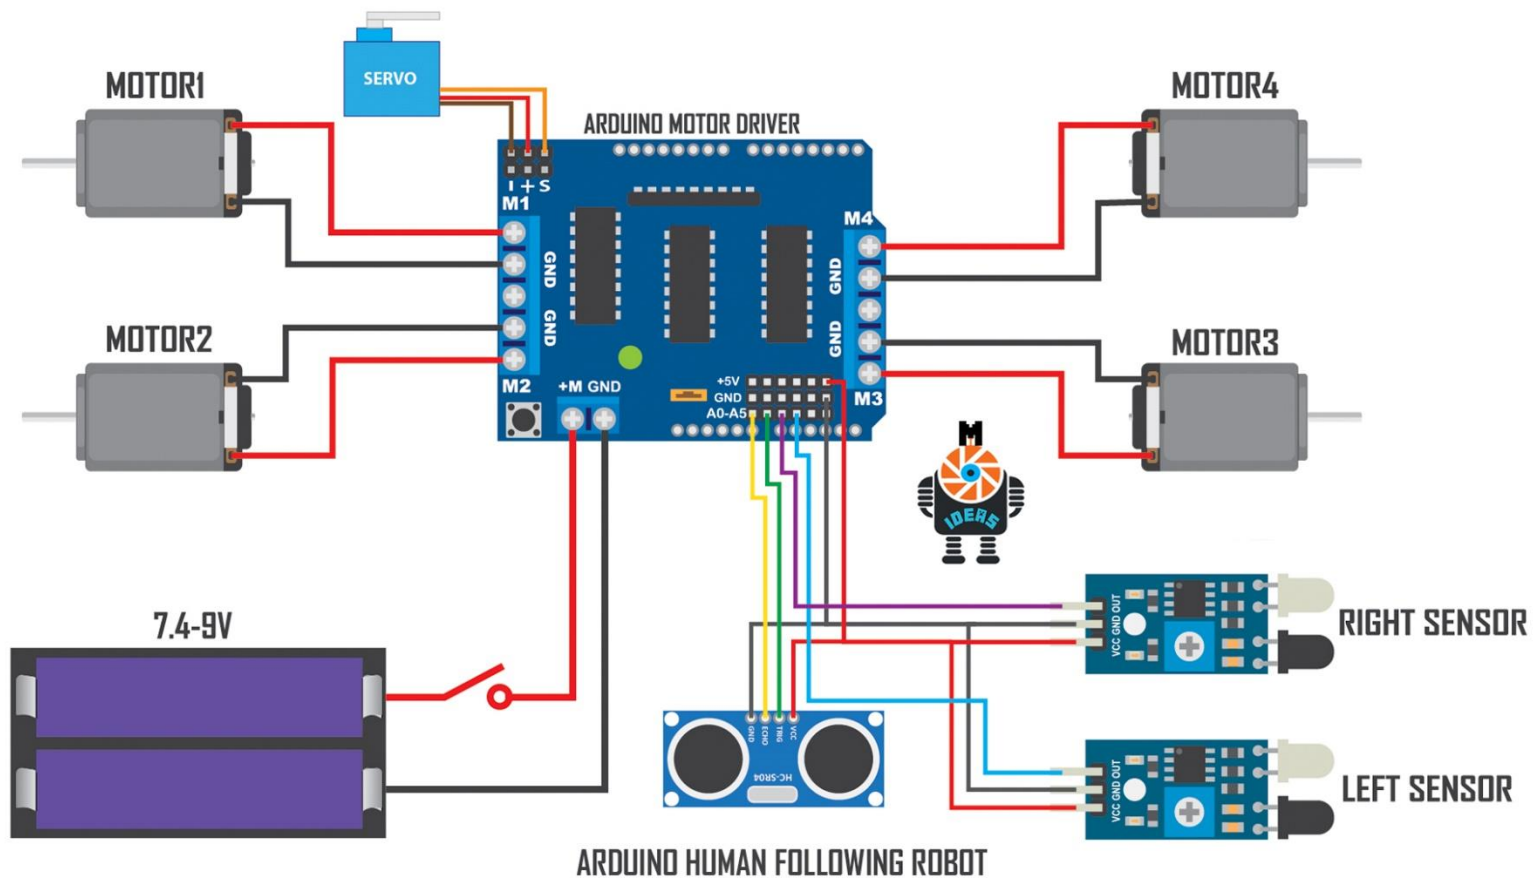 MOTOR1
SERVO
ARDUINO MOTOR DRIVER
MOTOR4
+ S
M1
M4
GND
GND
GND
GND
MOTOR2
MOTOR3
M2
+M GND
+5V
GND
A0-A5
M3
M
IDEAS
7.4-9V
OUT
GND
VCC
RIGHT SENSOR
GND
ECHO
TRIG
VCC
HC-SR04
OUT
GND
VCC
LEFT SENSOR
ARDUINO HUMAN FOLLOWING ROBOT